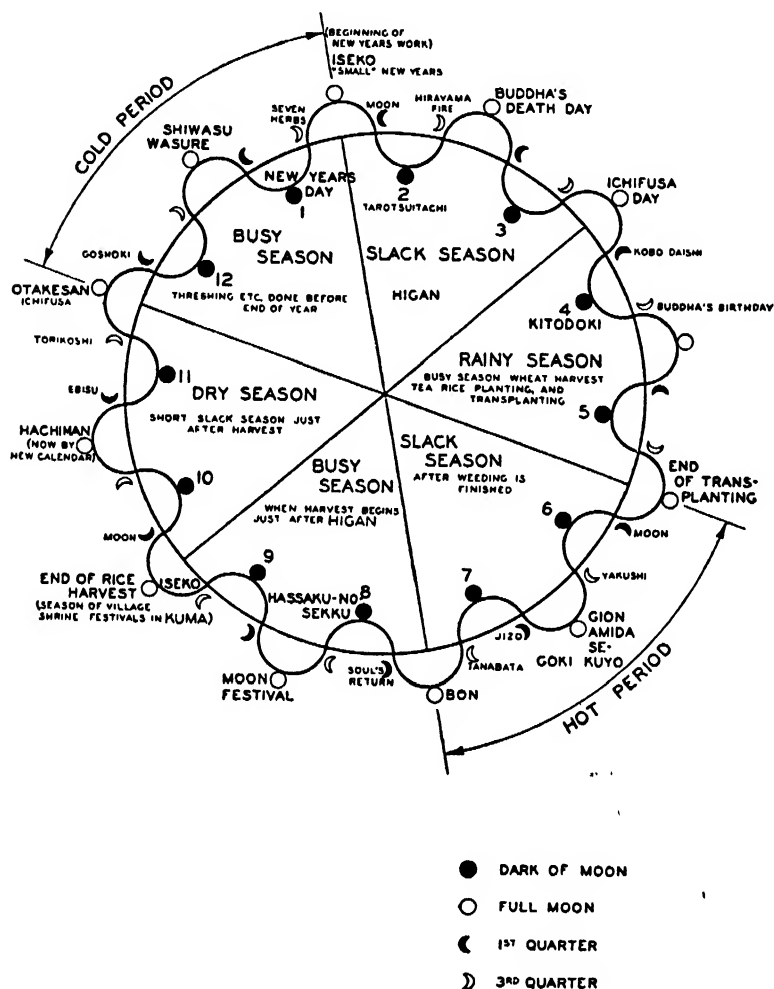 (BEGINNING OF
NEW YEARS WORK)
ISEKO
"SMALL" NEW YEARS
COLD PERIOD
SEVEN
HERBS
MOON
HIRAYAMA
FIRE
BUDDHA'S
DEATH DAY
SHIWASU
WASURE
NEW YEARS
DAY
1
2
TAROTSUITACHI
3
ICHIFUSA
DAY
KOBO DAISHI
BUSY
SEASON
THRESHING ETC. DONE BEFORE
END OF YEAR
SLACK SEASON
HIGAN
GOSHOKI
12
OTAKESAN
ICHIFUSA
4
KITODOKI
BUDDHA'S BIRTHDAY
TORIKOSHI
11
EBISU
DRY SEASON
SHORT SLACK SEASON JUST
AFTER HARVEST
RAINY SEASON
BUSY SEASON WHEAT HARVEST
TEA RICE PLANTING, AND
TRANSPLANTING
5
HACHIMAN
(NOW BY
NEW CALENDAR)
10
BUSY
SEASON
WHEN HARVEST BEGINS
JUST AFTER HIGAN
SLACK
SEASON
AFTER WEEDING IS
FINISHED
END
OF TRANS-
PLANTING
6
MOON
MOON
END OF RICE
HARVEST
ISEKO
(SEASON OF VILLAGE
SHRINE FESTIVALS IN KUMA)
9
HASSAKU-NO
SEKKU
8
7
YAKUSHI
JIZO
GION
AMIDA
SE-
GOKI KUYO
MOON
FESTIVAL
SOUL'S
RETURN
TANABATA
BON
HOT PERIOD
DARK OF MOON
FULL MOON
1ST QUARTER
3RD QUARTER